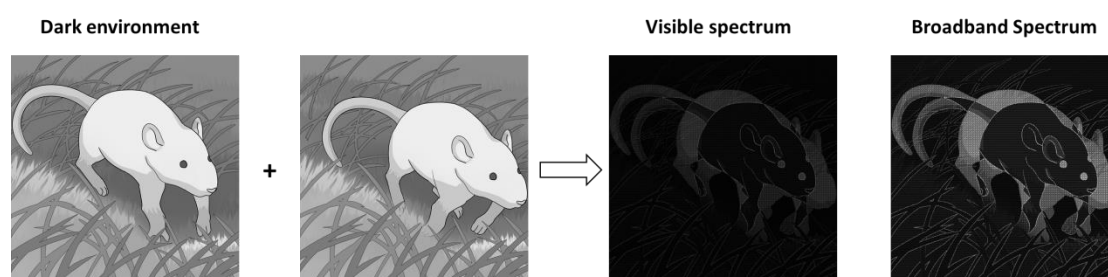 Dark environment
Visible spectrum
Broadband Spectrum
+